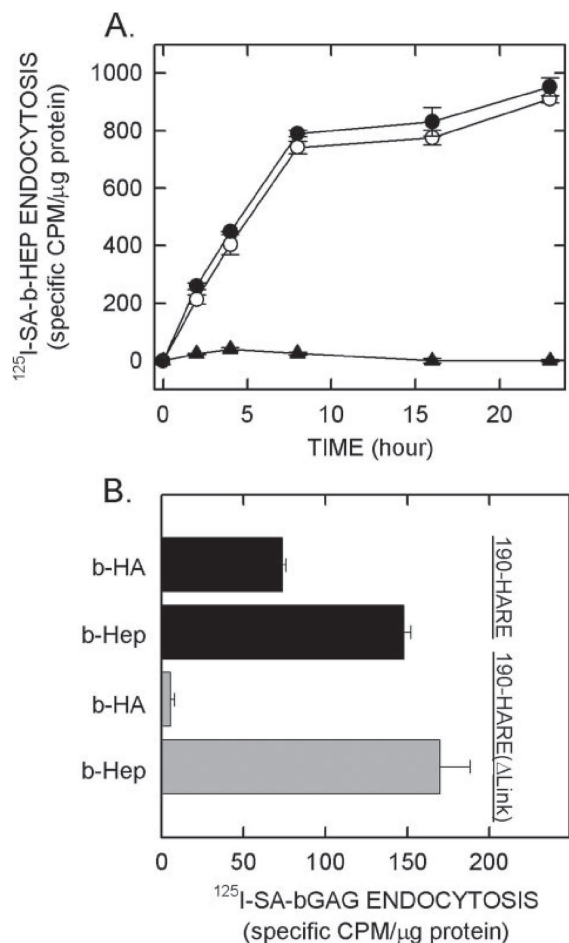 A.
¹²⁵I-SA-b-HEP ENDOCYTOSIS
(specific CPM/μg protein)
1000
800
600
400
200
0
0 5 10 15 20
TIME (hour)
B.
b-HA
b-Hep
b-HA
b-Hep
190-HARE
190-HARE(ΔLink)
0 50 100 150 200
¹²⁵I-SA-bGAG ENDOCYTOSIS
(specific CPM/μg protein)